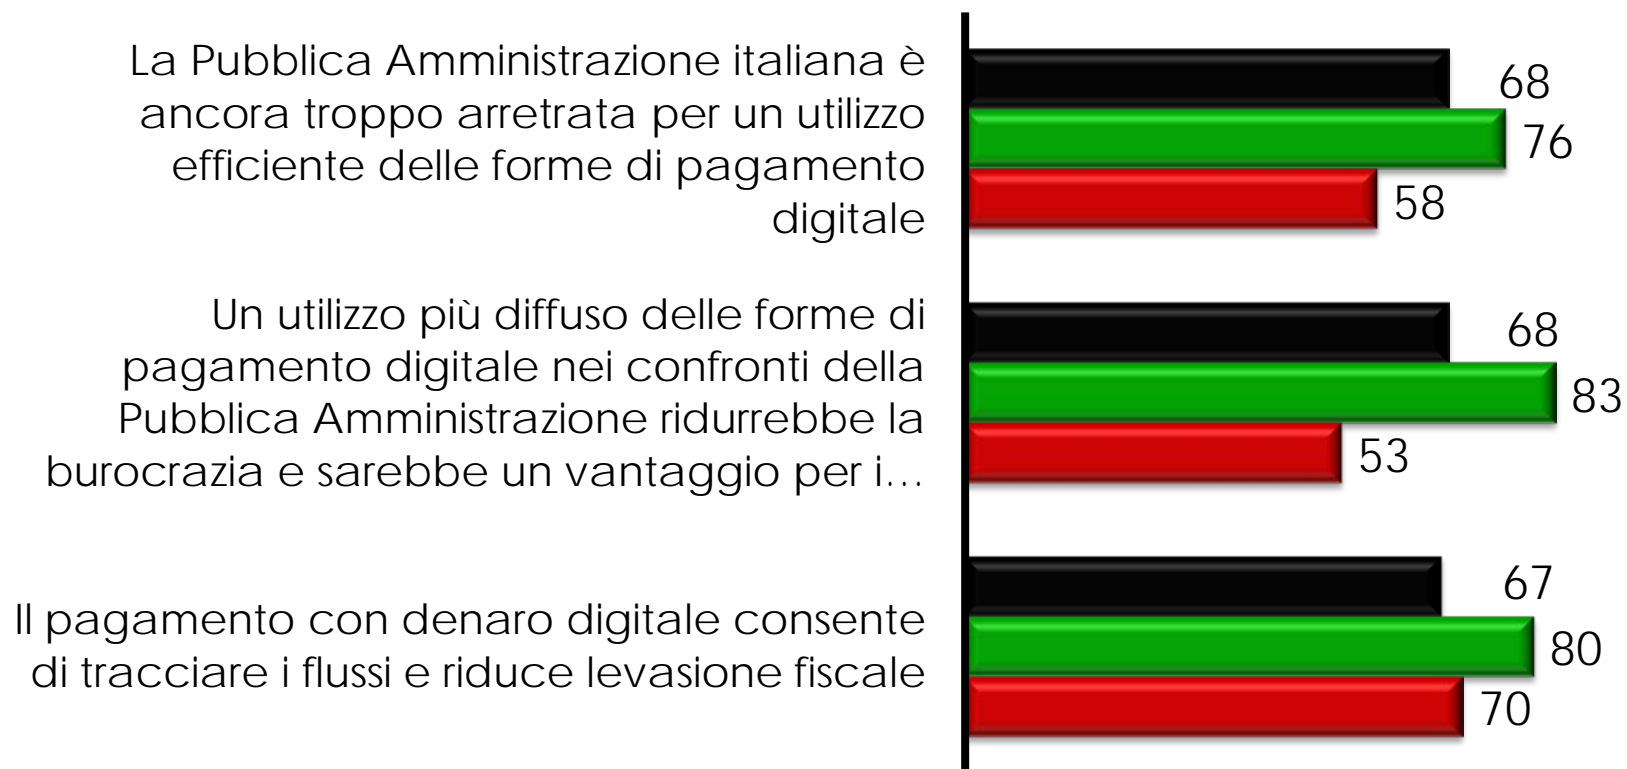 La Pubblica Amministrazione italiana è
ancora troppo arretrata per un utilizzo
efficiente delle forme di pagamento
digitale
68
76
58
Un utilizzo più diffuso delle forme di
pagamento digitale nei confronti della
Pubblica Amministrazione ridurrebbe la
burocrazia e sarebbe un vantaggio per i…
68
83
53
Il pagamento con denaro digitale consente
di tracciare i flussi e riduce levasione fiscale
67
80
70